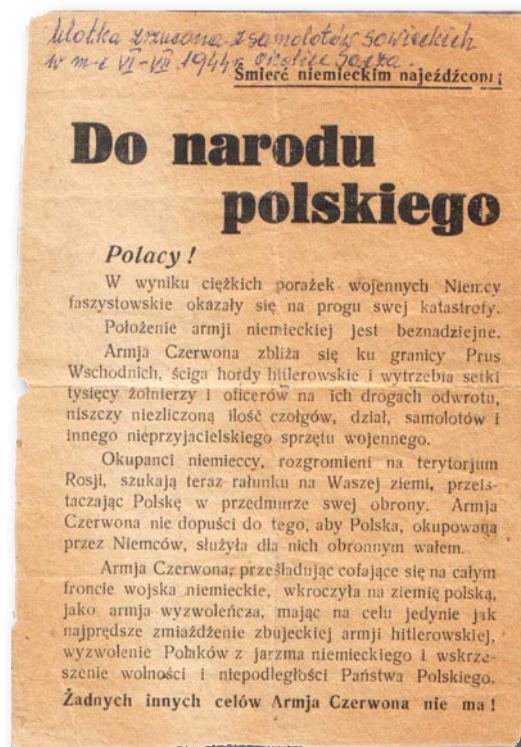 Ulotka zrzucona z samolotów sowieckich
w m-c VI-VII 1944 r okolice
Śmierć niemieckim najeźdźcom!
Do narodu
polskiego
Polacy!
W wyniku ciężkich porażek wojennych Niemcy
faszystowskie okazały się na progu swej katastrofy.
Położenie armji niemieckiej jest beznadziejne.
Armja Czerwona zbliża się ku granicy Prus
Wschodnich, ściga hordy hitlerowskie i wytrzebia setki
tysięcy żołnierzy i oficerów na ich drogach odwrotu,
niszczy niezliczoną ilość czołgów, dział, samolotów i
innego nieprzyjacielskiego sprzętu wojennego.
Okupanci niemieccy, rozgromieni na terytorjum
Rosji, szukają teraz ratunku na Waszej ziemi, przeis-
taczając Polskę w przedmurze swej obrony. Armja
Czerwona nie dopuści do tego, aby Polska, okupowana
przez Niemców, służyła dla nich obronnym wałem.
Armja Czerwona, prześladując cofające się na całym
froncie wojska niemieckie, wkroczyła na ziemię polską,
jako armja wyzwoleńcza, mając na celu jedynie jak
najprędsze zmiażdżenie zbujeckiej armji hitlerowskiej,
wyzwolenie Polaków z jarzma niemieckiego i wskrze-
szenie wolności i niepodległości Państwa Polskiego.
Żadnych innych celów Armja Czerwona nie ma!